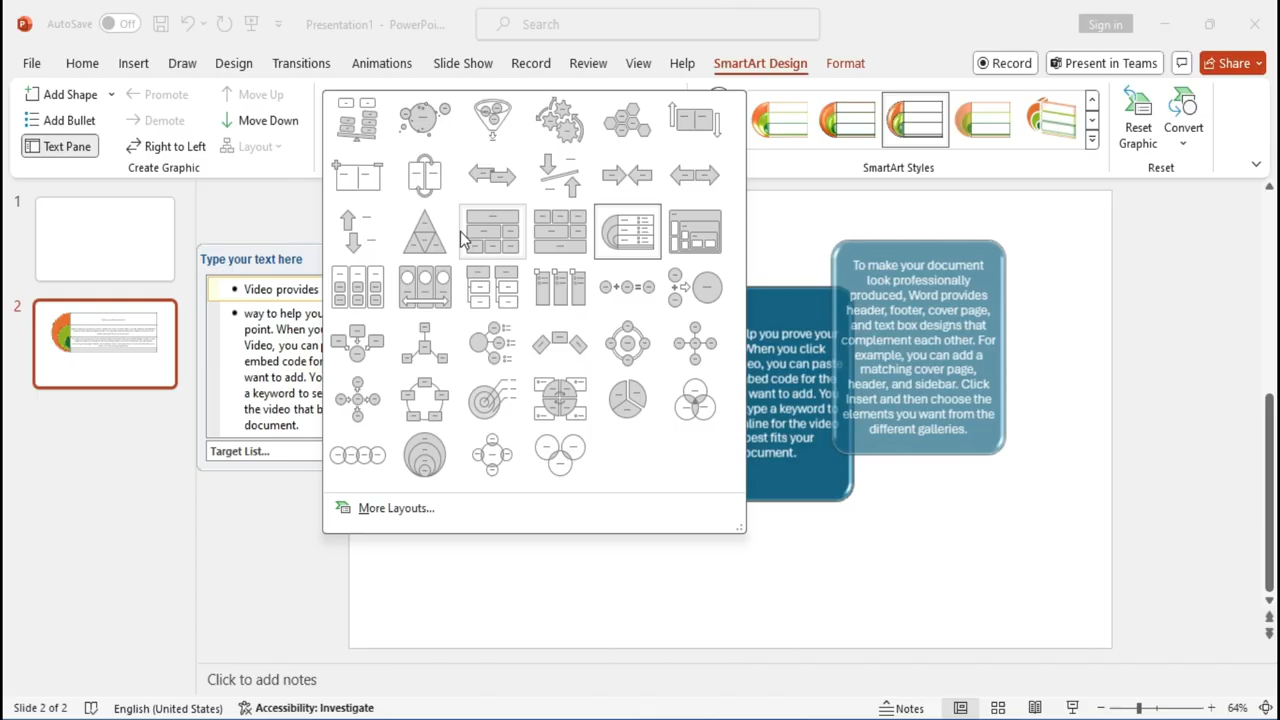 AutoSave Off Presentation1 - PowerPoi... Search Sign in
File Home Insert Draw Design Transitions Animations Slide Show Record Review View Help SmartArt Design Format Record Present in Teams Share
Add Shape Promote Move Up
Add Bullet Demote Move Down
Text Pane Right to Left Layout
Create Graphic
Reset Graphic
Convert
SmartArt Styles
Reset
1
2
Type your text here
Video provides
way to help you
point. When you
Video, you can
embed code for
want to add. You
a keyword to se
the video that b
document.
Target List...
More Layouts...
lp you prove your
When you click
eo, you can paste
bed code for the
want to add. You
type a keyword to
line for the video
best fits your
ocument.
To make your document
look professionally
produced, Word provides
header, footer, cover page,
and text box designs that
complement each other. For
example, you can add a
matching cover page,
header, and sidebar. Click
Insert and then choose the
elements you want from the
different galleries.
Click to add notes
Slide 2 of 2 English (United States) Accessibility: Investigate Notes 64%